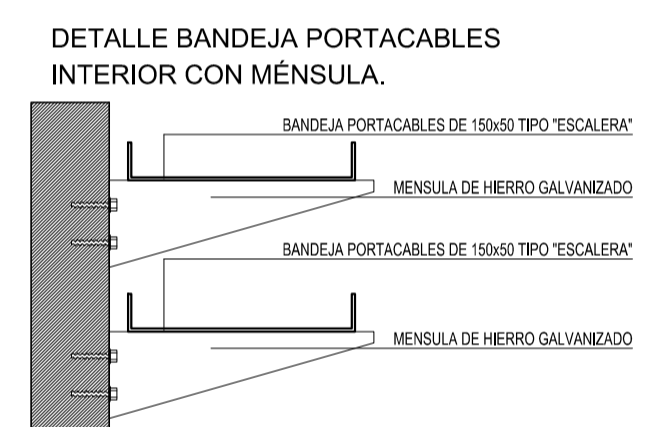 DETALLE BANDEJA PORTACABLES
INTERIOR CON MÉNSULA.
BANDEJA PORTACABLES DE 150x50 TIPO "ESCALERA"
MENSULA DE HIERRO GALVANIZADO
BANDEJA PORTACABLES DE 150x50 TIPO "ESCALERA"
MENSULA DE HIERRO GALVANIZADO